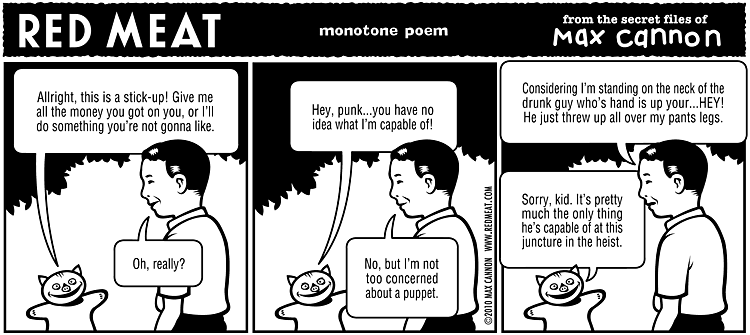 RED MEAT
monotone poem
from the secret files of
Max Cannon
Allright, this is a stick-up! Give me
all the money you got on you, or I'll
do something you're not gonna like.
Oh, really?
Hey, punk...you have no
idea what I'm capable of!
No, but I'm not
too concerned
about a puppet.
©2010 MAX CANNON WWW.REDMEAT.COM
Considering I'm standing on the neck of the
drunk guy who's hand is up your...HEY!
He just threw up all over my pants legs.
Sorry, kid. It's pretty
much the only thing
he's capable of at this
juncture in the heist.